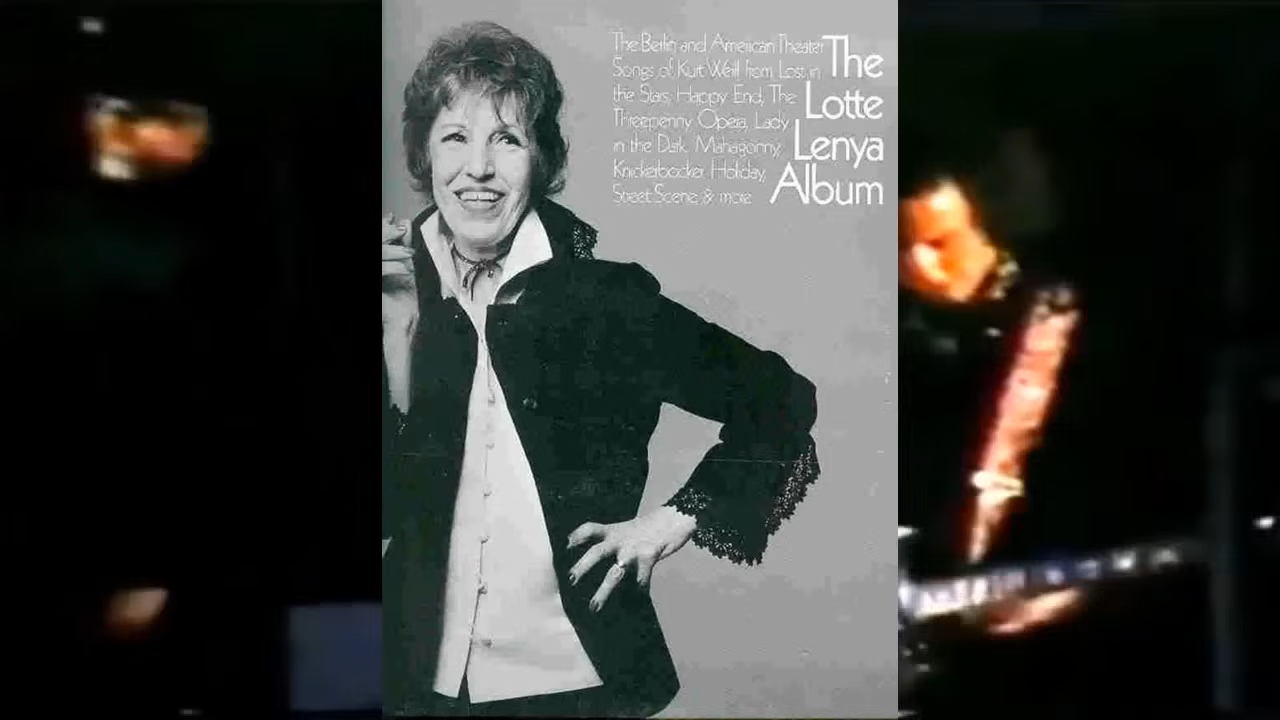 The Berlin and American Theater
Songs of Kurt Weill from Lost in
the Stars, Happy End, The
Threepenny Opera, Lady
in the Dark, Mahagonny,
Knickerbocker Holiday,
Street Scene, & more
The
Lotte
Lenya
Album